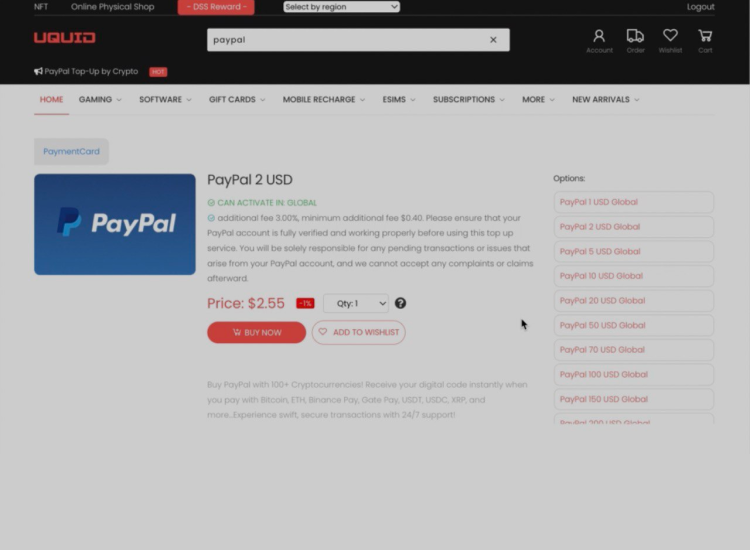 NFT Online Physical Shop - DSS Reward - Select by region Logout
UQUID paypal ✕ Account Order Wishlist Cart
PayPal Top-Up by Crypto HOT
HOME GAMING SOFTWARE GIFT CARDS MOBILE RECHARGE ESIMS SUBSCRIPTIONS MORE NEW ARRIVALS
PaymentCard
PayPal
PayPal 2 USD
CAN ACTIVATE IN: GLOBAL
additional fee 3.00%, minimum additional fee $0.40. Please ensure that your
PayPal account is fully verified and working properly before using this top up
service. You will be solely responsible for any pending transactions or issues that
arise from your PayPal account, and we cannot accept any complaints or claims
afterward.
Price: $2.55 -1% Qty: 1 ?
BUY NOW ADD TO WISHLIST
Buy PayPal with 100+ Cryptocurrencies! Receive your digital code instantly when
you pay with Bitcoin, ETH, Binance Pay, Gate Pay, USDT, USDC, XRP, and
more...Experience swift, secure transactions with 24/7 support!
Options:
PayPal 1 USD Global
PayPal 2 USD Global
PayPal 5 USD Global
PayPal 10 USD Global
PayPal 20 USD Global
PayPal 50 USD Global
PayPal 70 USD Global
PayPal 100 USD Global
PayPal 150 USD Global
PayPal 200 USD Global